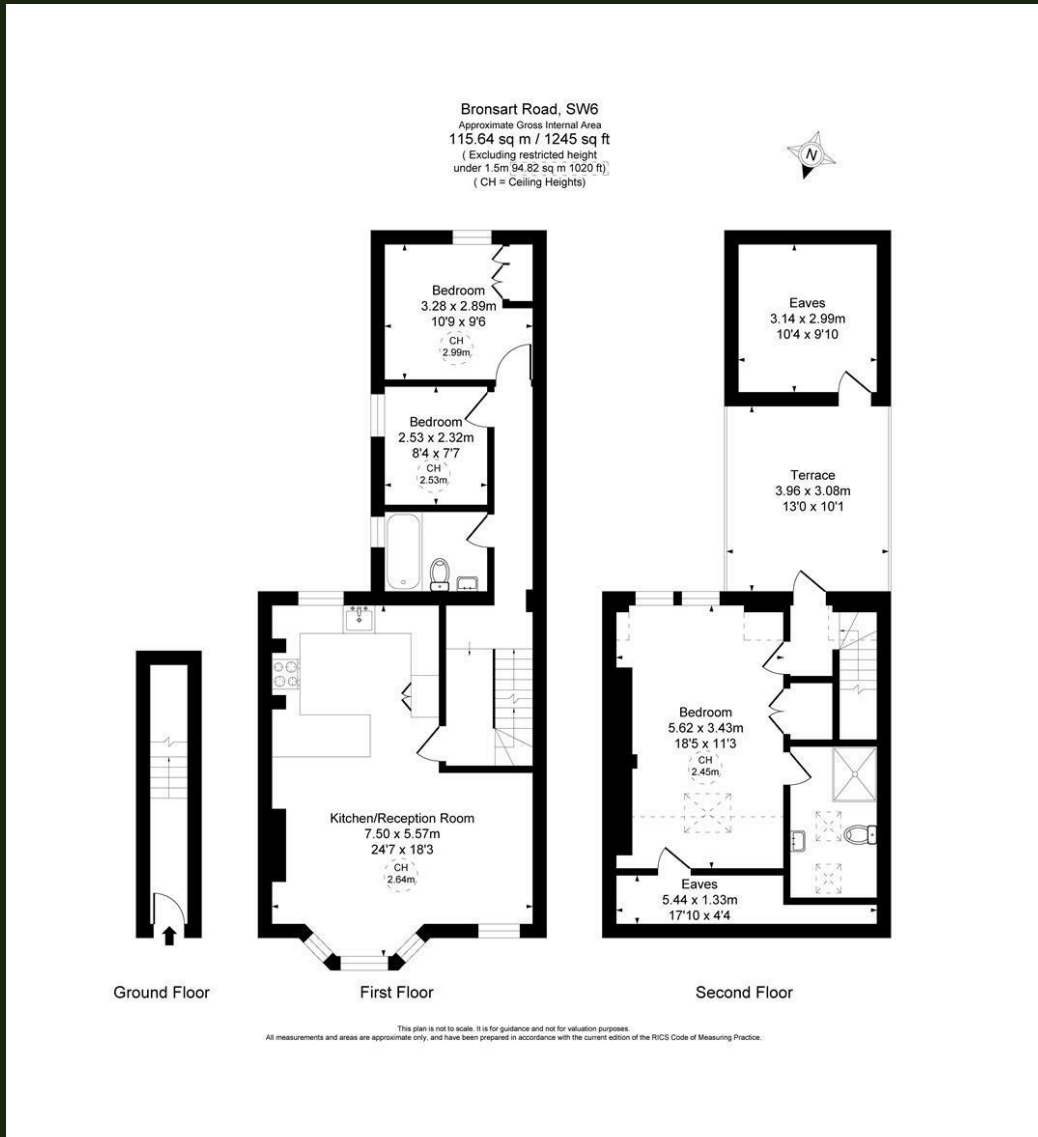 Bronsart Road, SW6
Approximate Gross Internal Area
115.64 sq m / 1245 sq ft
( Excluding restricted height
under 1.5m 94.82 sq m 1020 ft)
( CH = Ceiling Heights)
N
Bedroom
3.28 x 2.89m
10'9 x 9'6
CH
2.99m
Bedroom
2.53 x 2.32m
8'4 x 7'7
CH
2.53m
Kitchen/Reception Room
7.50 x 5.57m
24'7 x 18'3
CH
2.64m
Eaves
3.14 x 2.99m
10'4 x 9'10
Terrace
3.96 x 3.08m
13'0 x 10'1
Bedroom
5.62 x 3.43m
18'5 x 11'3
CH
2.45m
Eaves
5.44 x 1.33m
17'10 x 4'4
Ground Floor
First Floor
Second Floor
This plan is not to scale. It is for guidance and not for valuation purposes.
All measurements and areas are approximate only, and have been prepared in accordance with the current edition of the RICS Code of Measuring Practice.